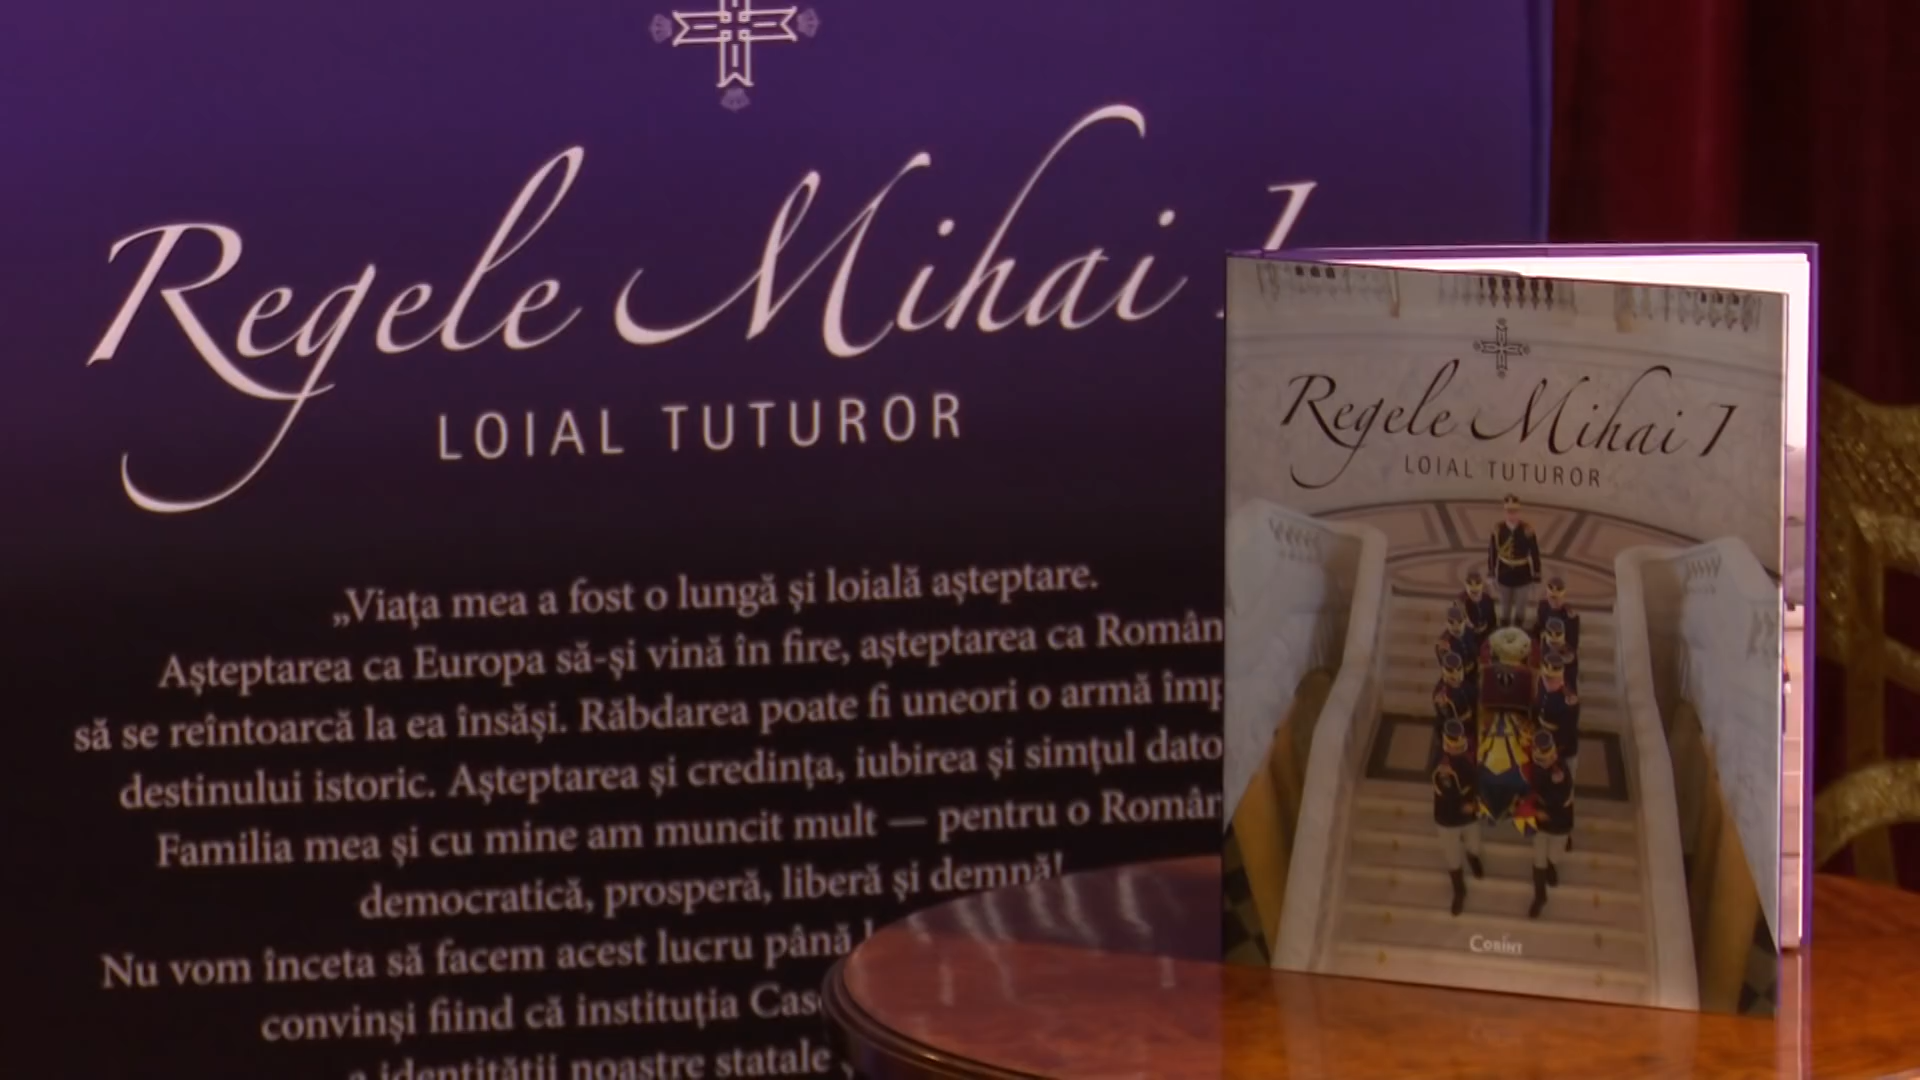 Regele Mihai I
LOIAL TUTUROR
„Viața mea a fost o lungă și loială așteptare.
Așteptarea ca Europa să-și vină în fire, așteptarea ca Român
să se reîntoarcă la ea însăși. Răbdarea poate fi uneori o armă împ
destinului istoric. Așteptarea și credința, iubirea și simțul dato
Familia mea și cu mine am muncit mult — pentru o Român
democratică, prosperă, liberă și demnă!
Nu vom înceta să facem acest lucru până
convinși fiind că instituția Cas
a identității noastre statale
Regele Mihai I
LOIAL TUTUROR
CORINT